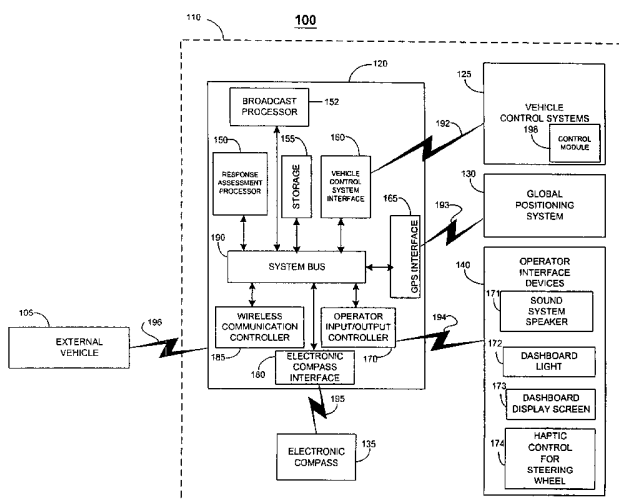 100
110
120
BROADCAST
PROCESSOR
152
125
VEHICLE
CONTROL SYSTEMS
198
CONTROL
MODULE
192
150
155
160
RESPONSE
ASSESSMENT
PROCESSOR
STORAGE
VEHICLE
CONTROL
SYSTEM
INTERFACE
165
GPS INTERFACE
193
130
GLOBAL
POSITIONING
SYSTEM
190
SYSTEM BUS
140
OPERATOR
INTERFACE
DEVICES
171
SOUND
SYSTEM
SPEAKER
172
DASHBOARD
LIGHT
173
DASHBOARD
DISPLAY SCREEN
174
HAPTIC
CONTROL
FOR
STEERING
WHEEL
105
EXTERNAL
VEHICLE
196
WIRELESS
COMMUNICATION
CONTROLLER
185
OPERATOR
INPUT/OUTPUT
CONTROLLER
170
194
180
ELECTRONIC
COMPASS
INTERFACE
195
ELECTRONIC
COMPASS
135